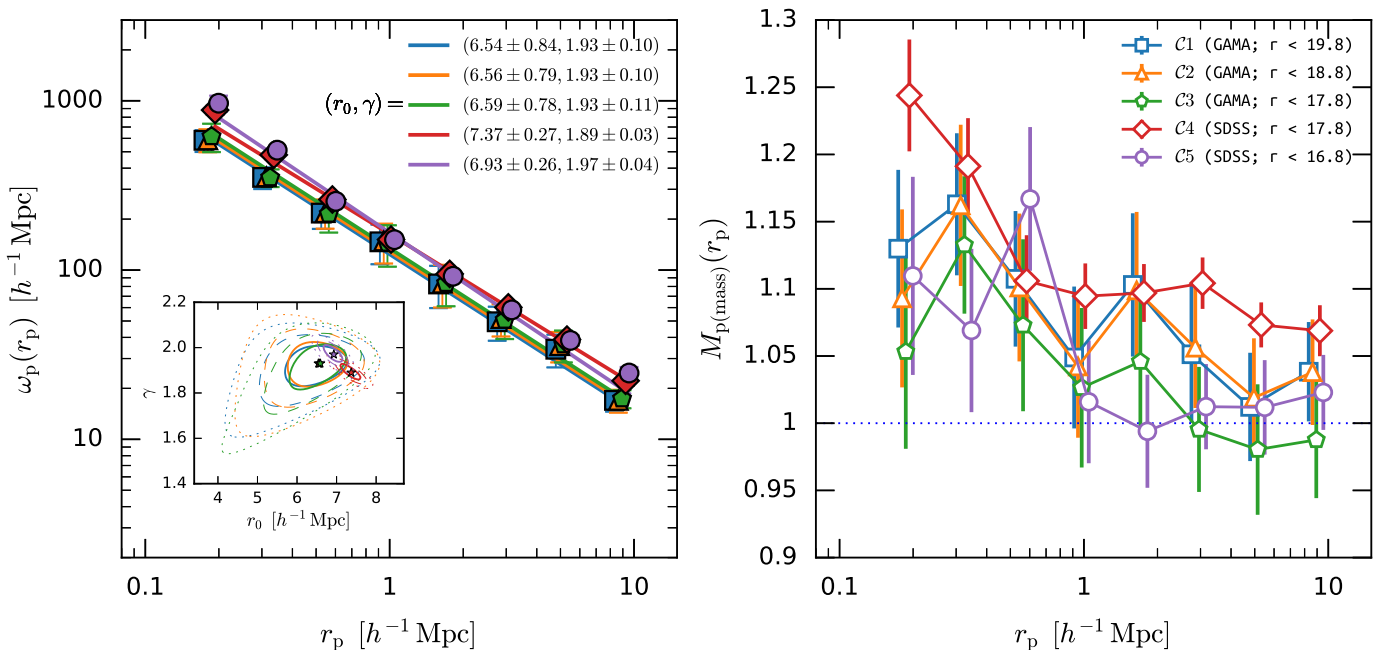 1000
100
10
0.1
1
10
ωp(rp) [h⁻¹ Mpc]
rp [h⁻¹ Mpc]
(r0, γ) =
(6.54 ± 0.84, 1.93 ± 0.10)
(6.56 ± 0.79, 1.93 ± 0.10)
(6.59 ± 0.78, 1.93 ± 0.11)
(7.37 ± 0.27, 1.89 ± 0.03)
(6.93 ± 0.26, 1.97 ± 0.04)
2.2
2.0
1.8
1.6
1.4
γ
4
5
6
7
8
r0 [h⁻¹ Mpc]
1.3
1.25
1.2
1.15
1.1
1.05
1
0.95
0.9
0.1
1
10
Mp(mass)(rp)
rp [h⁻¹ Mpc]
C1 (GAMA; r < 19.8)
C2 (GAMA; r < 18.8)
C3 (GAMA; r < 17.8)
C4 (SDSS; r < 17.8)
C5 (SDSS; r < 16.8)